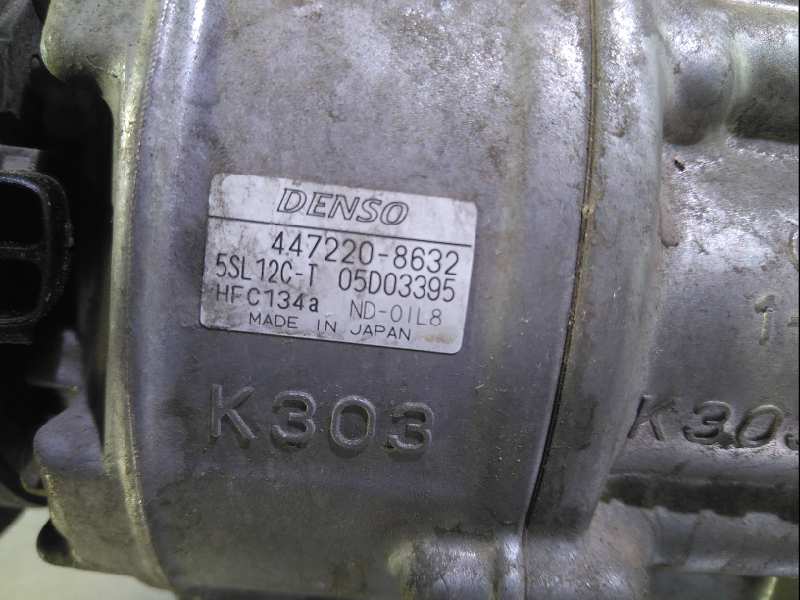 DENSO
447220-8632
5SL12C-T 05D03395
HFC134a ND-OIL8
MADE IN JAPAN
K303
K303